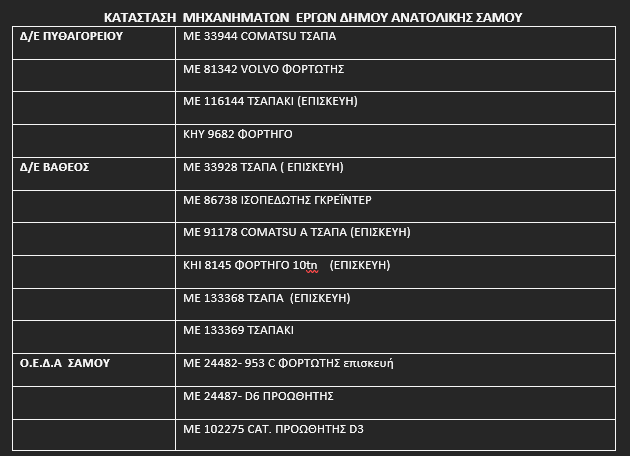 ΚΑΤΑΣΤΑΣΗ ΜΗΧΑΝΗΜΑΤΩΝ ΕΡΓΩΝ ΔΗΜΟΥ ΑΝΑΤΟΛΙΚΗΣ ΣΑΜΟΥ
Δ/Ε ΠΥΘΑΓΟΡΕΙΟΥ ΜΕ 33944 COMATSU ΤΣΑΠΑ
ΜΕ 81342 VOLVO ΦΟΡΤΩΤΗΣ
ΜΕ 116144 ΤΣΑΠΑΚΙ (ΕΠΙΣΚΕΥΗ)
ΚΗΥ 9682 ΦΟΡΤΗΓΟ
Δ/Ε ΒΑΘΕΟΣ ΜΕ 33928 ΤΣΑΠΑ ( ΕΠΙΣΚΕΥΗ)
ΜΕ 86738 ΙΣΟΠΕΔΩΤΗΣ ΓΚΡΕΪΝΤΕΡ
ΜΕ 91178 COMATSU A ΤΣΑΠΑ (ΕΠΙΣΚΕΥΗ)
ΚΗΙ 8145 ΦΟΡΤΗΓΟ 10tn (ΕΠΙΣΚΕΥΗ)
ΜΕ 133368 ΤΣΑΠΑ (ΕΠΙΣΚΕΥΗ)
ΜΕ 133369 ΤΣΑΠΑΚΙ
Ο.Ε.Δ.Α ΣΑΜΟΥ ΜΕ 24482- 953 C ΦΟΡΤΩΤΗΣ επισκευή
ΜΕ 24487- D6 ΠΡΟΩΘΗΤΗΣ
ΜΕ 102275 CAT. ΠΡΟΩΘΗΤΗΣ D3